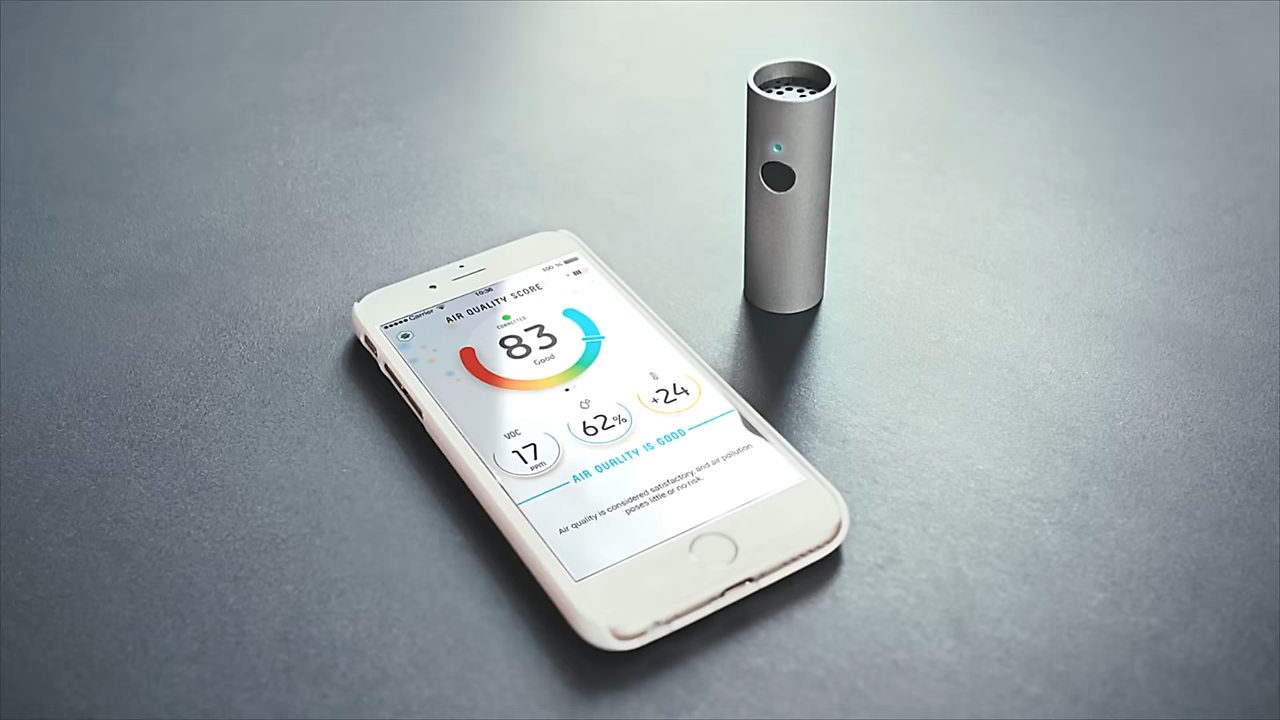 Carrier 10:36 100 %
AIR QUALITY SCORE
CONNECTED
83
Good
VOC
17
PPM
62%
+24
AIR QUALITY IS GOOD
Air quality is considered satisfactory, and air pollution
poses little or no risk.